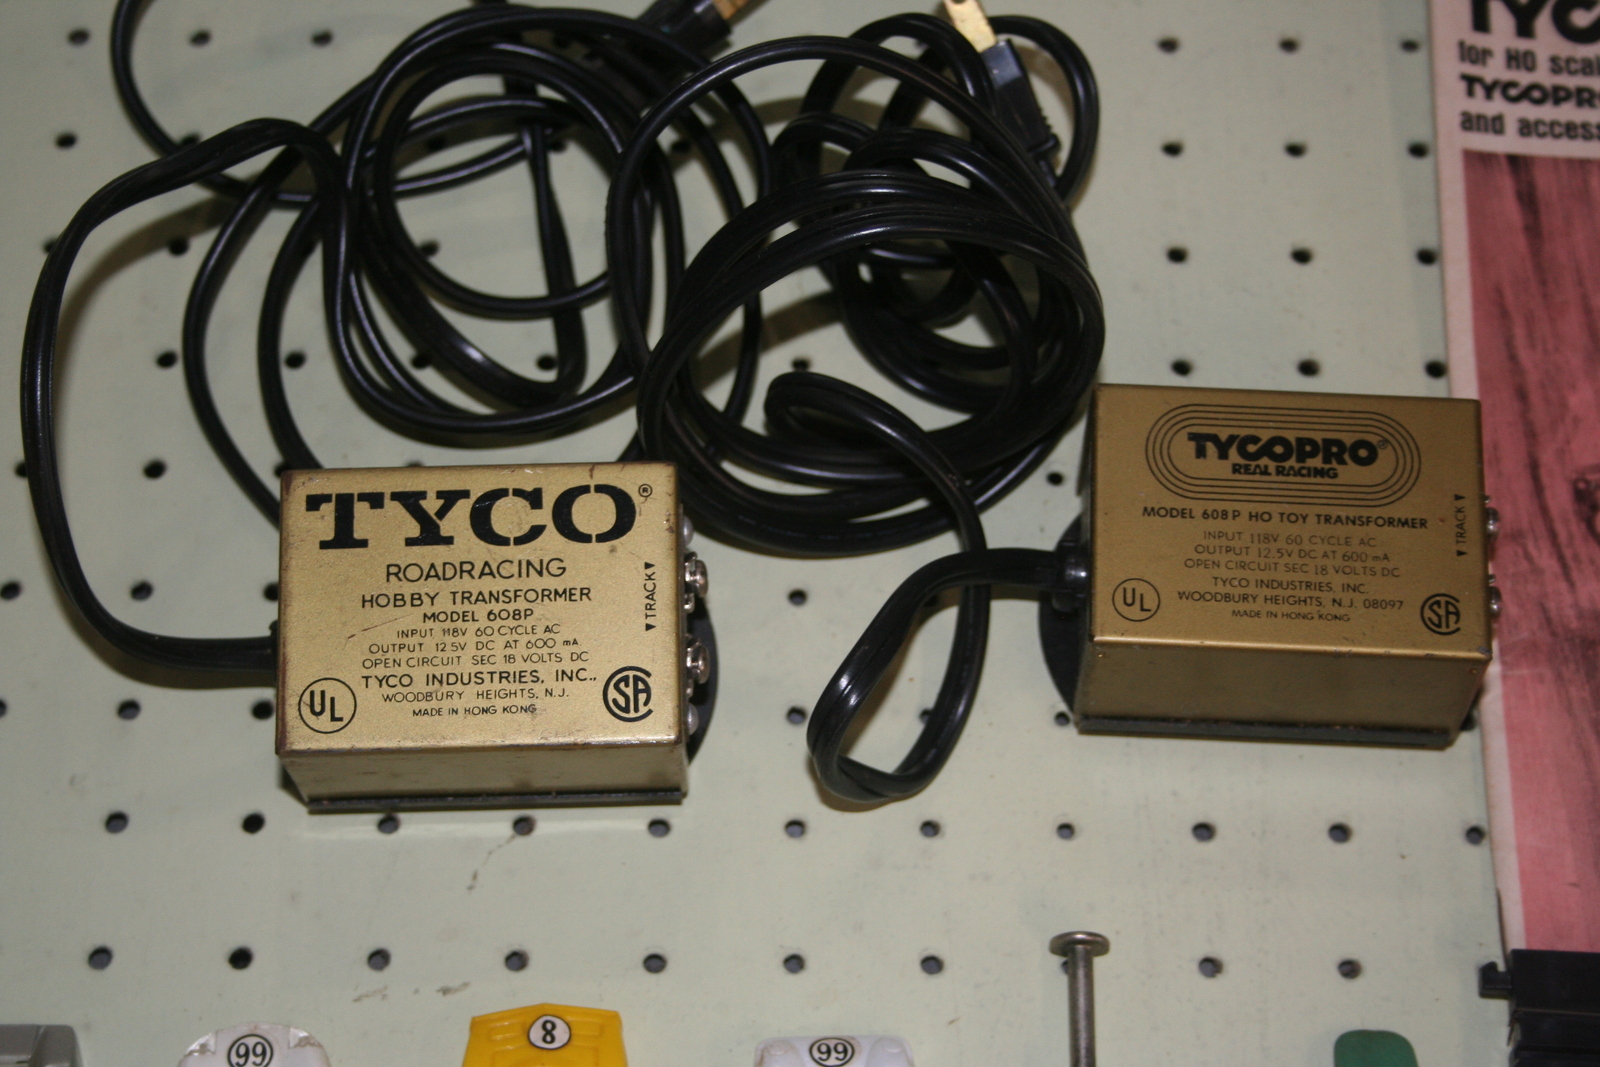 TYCO®
ROADRACING
HOBBY TRANSFORMER
MODEL 608P
INPUT 118V 60 CYCLE AC
OUTPUT 12.5V DC AT 600 mA
OPEN CIRCUIT SEC 18 VOLTS DC
TYCO INDUSTRIES, INC.,
WOODBURY HEIGHTS, N.J.
MADE IN HONG KONG
UL
SA
▼TRACK▼
TYCOPRO®
REAL RACING
MODEL 608P HO TOY TRANSFORMER
INPUT 118V 60 CYCLE AC
OUTPUT 12.5V DC AT 600 mA
OPEN CIRCUIT SEC 18 VOLTS DC
TYCO INDUSTRIES, INC.
WOODBURY HEIGHTS, N.J. 08097
MADE IN HONG KONG
UL
SA
▼TRACK▼
for HO
TYCOPR
and
99
8
99